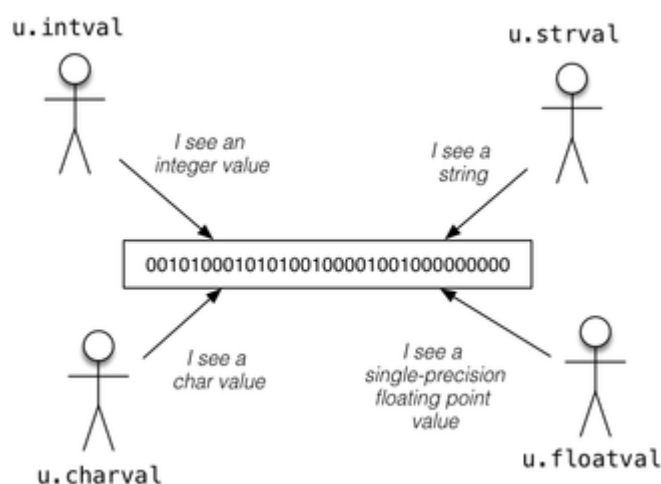 u.intval
u.strval
I see an
integer value
I see a
string
00101000101010010000100100000000
I see a
char value
I see a
single-precision
floating point
value
u.charval
u.floatval